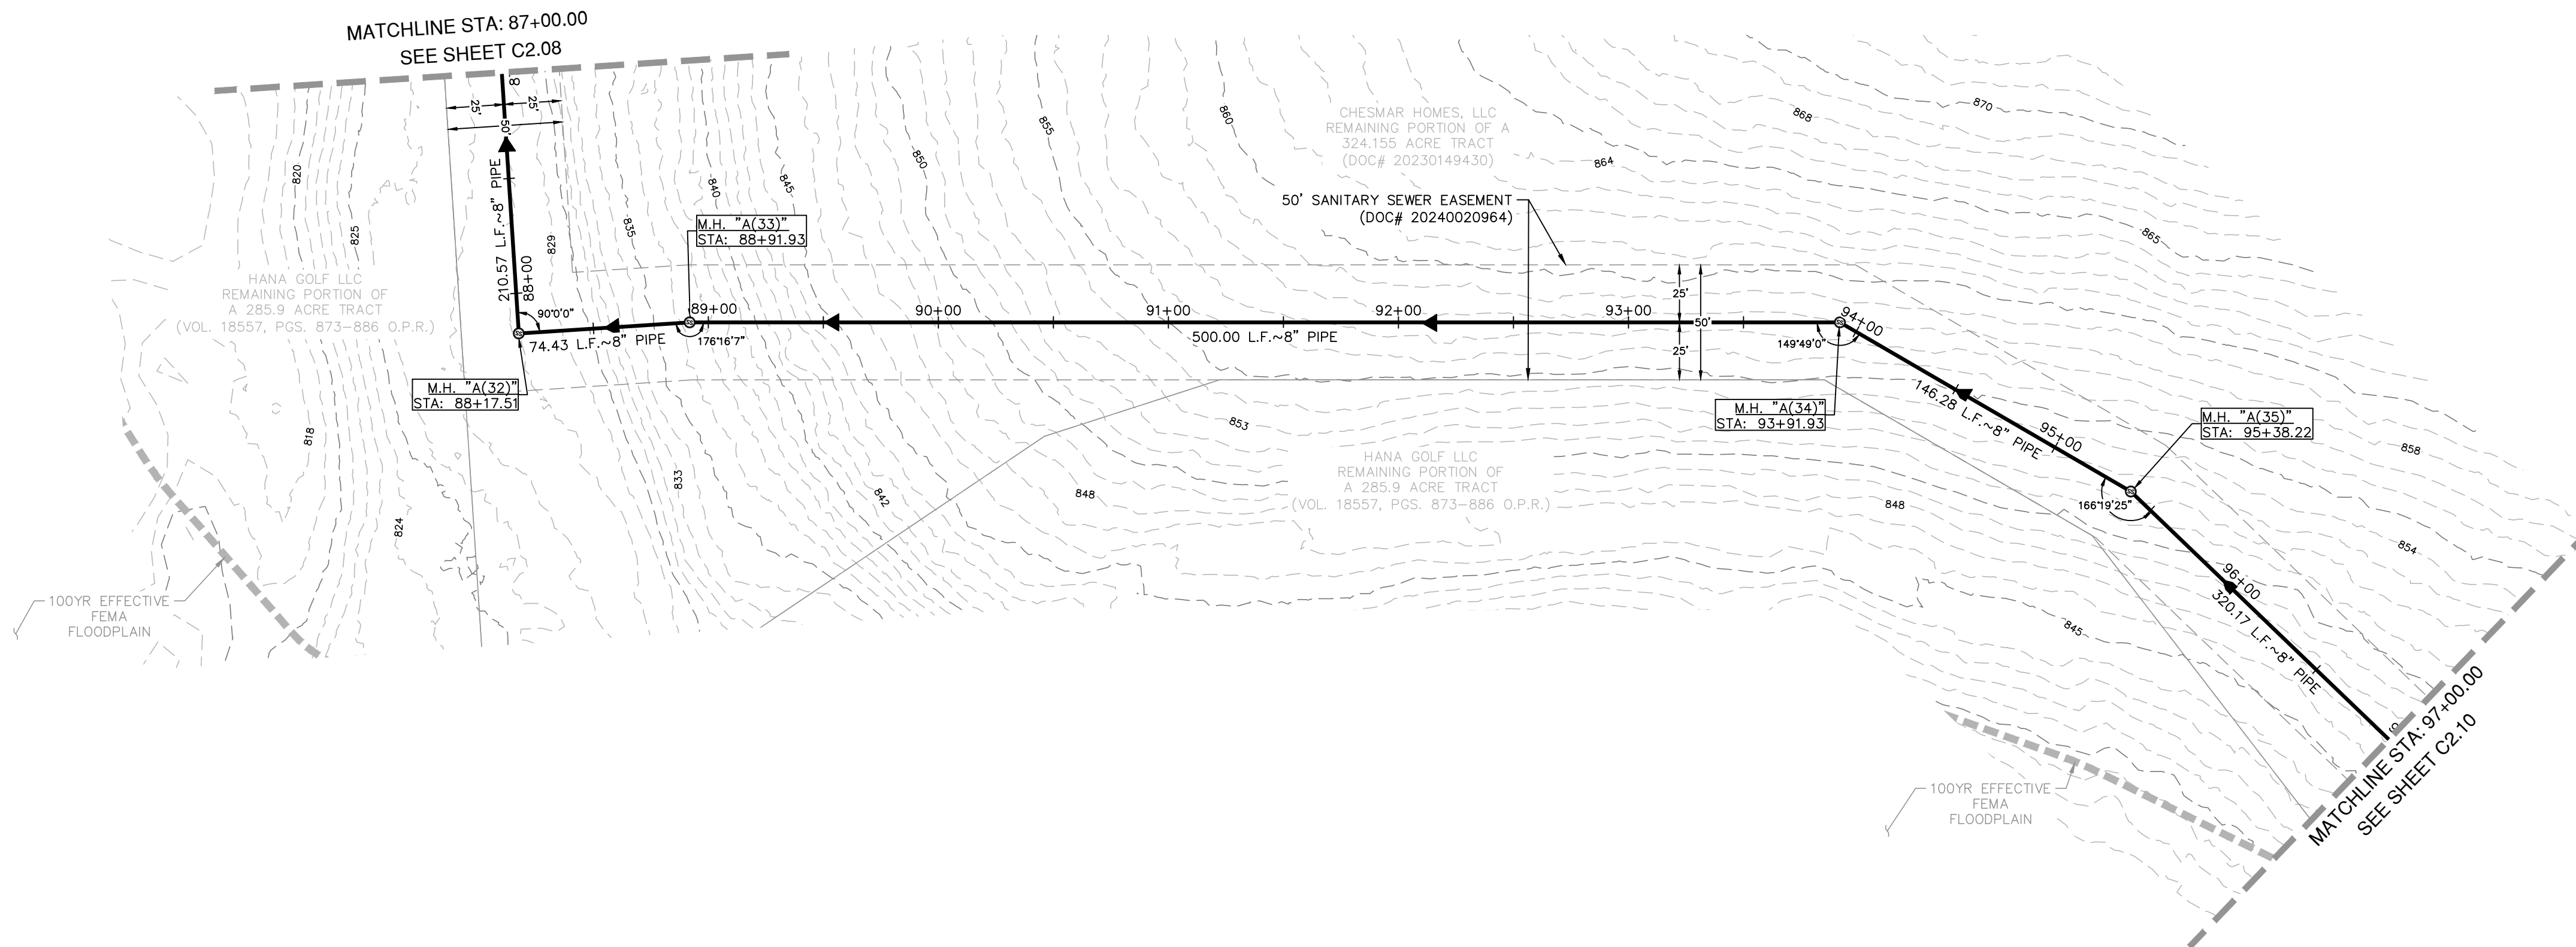 MATCHLINE STA: 87+00.00
SEE SHEET C2.08
8
25'
25'
50'
210.57 L.F.~8" PIPE
88+00
90°0'0"
M.H. "A(32)"
STA: 88+17.51
74.43 L.F.~8" PIPE
M.H. "A(33)"
STA: 88+91.93
176°16'7"
89+00
90+00
91+00
92+00
93+00
94+00
500.00 L.F.~8" PIPE
50' SANITARY SEWER EASEMENT
(DOC# 20240020964)
CHESMAR HOMES, LLC
REMAINING PORTION OF A
324.155 ACRE TRACT
(DOC# 20230149430)
25'
50'
25'
149°49'0"
M.H. "A(34)"
STA: 93+91.93
146.28 L.F.~8" PIPE
95+00
M.H. "A(35)"
STA: 95+38.22
166°19'25"
96+00
320.17 L.F.~8" PIPE
MATCHLINE STA: 97+00.00
SEE SHEET C2.10
HANA GOLF LLC
REMAINING PORTION OF
A 285.9 ACRE TRACT
(VOL. 18557, PGS. 873-886 O.P.R.)
HANA GOLF LLC
REMAINING PORTION OF
A 285.9 ACRE TRACT
(VOL. 18557, PGS. 873-886 O.P.R.)
100YR EFFECTIVE
FEMA
FLOODPLAIN
100YR EFFECTIVE
FEMA
FLOODPLAIN
820
825
829
835
840
845
850
855
860
864
868
870
865
818
824
833
842
848
853
848
858
854
845